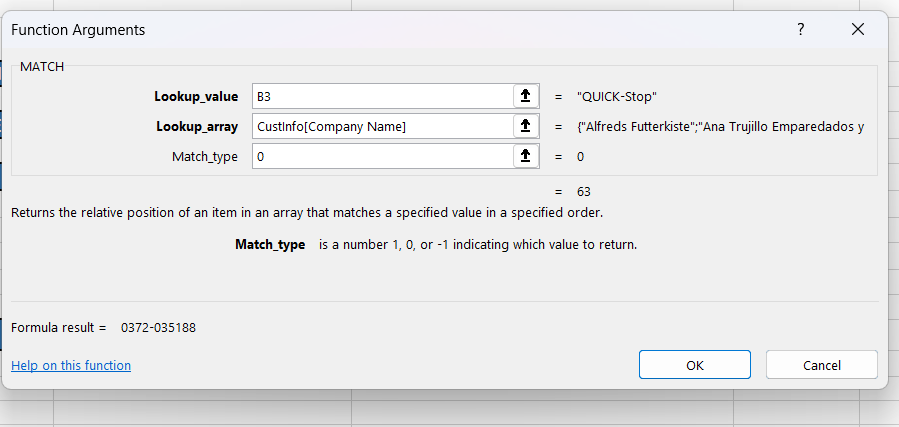 Function Arguments ? ×
MATCH
Lookup_value B3 = "QUICK-Stop"
Lookup_array CustInfo[Company Name] = {"Alfreds Futterkiste";"Ana Trujillo Emparedados y
Match_type 0 = 0
= 63
Returns the relative position of an item in an array that matches a specified value in a specified order.
Match_type is a number 1, 0, or -1 indicating which value to return.
Formula result = 0372-035188
Help on this function OK Cancel